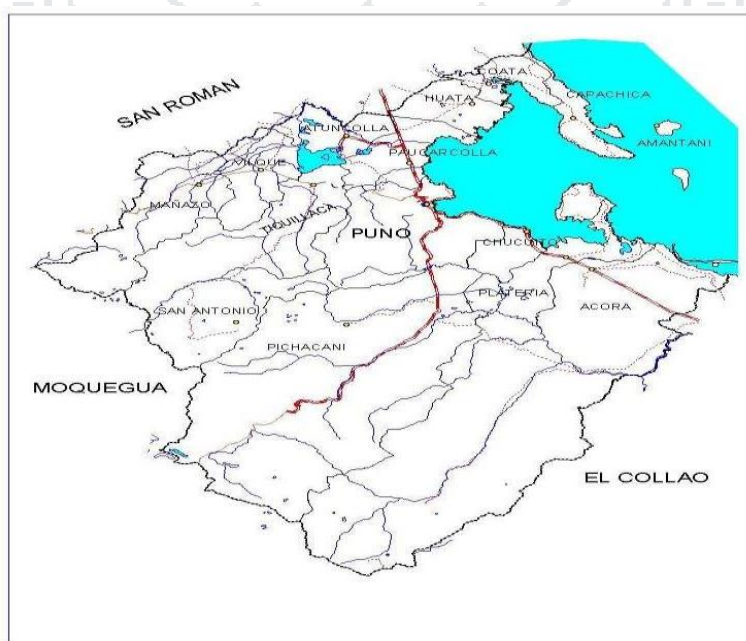 SAN ROMAN
COATA
HUATA
CAPACHICA
AMANTANI
ATUNCOLLA
PAUCARCOLLA
VILQUE
MAÑAZO
TIQUILLACA
PUNO
CHUCUITO
PLATERIA
ACORA
SAN ANTONIO
PICHACANI
MOQUEGUA
EL COLLAO